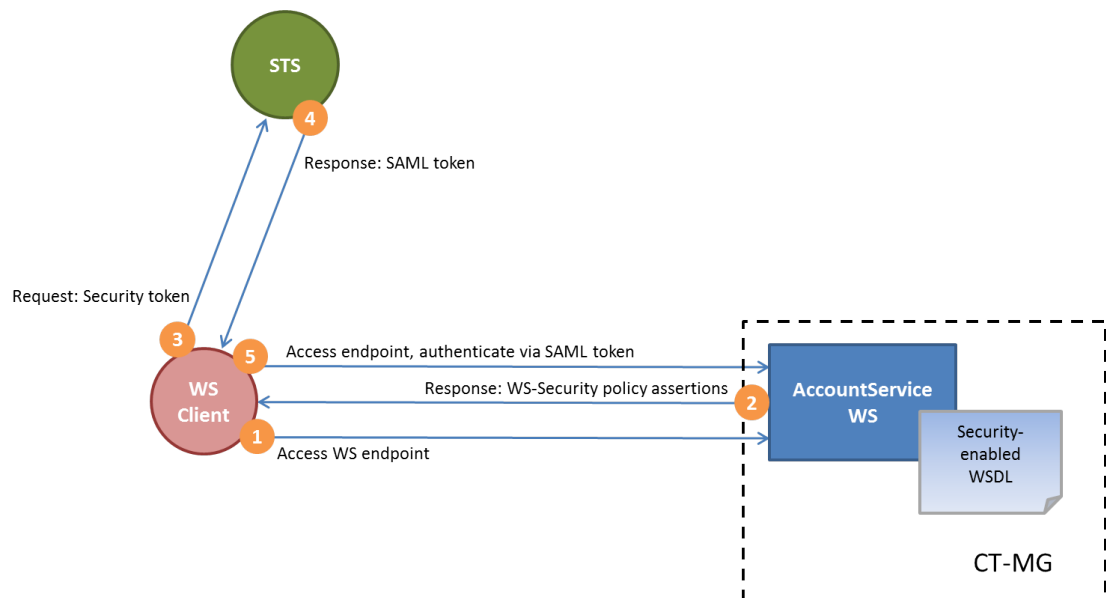 STS
4
Response: SAML token
Request: Security token
3
5
Access endpoint, authenticate via SAML token
WS
Client
Response: WS-Security policy assertions
2
AccountService
WS
1
Access WS endpoint
Security-
enabled
WSDL
CT-MG